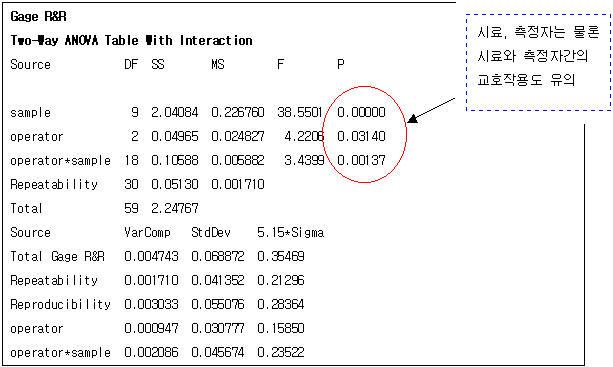 Gage R&R
Two-Way ANOVA Table With Interaction
Source DF SS MS F P
sample 9 2.04084 0.226760 38.5501 0.00000
operator 2 0.04965 0.024827 4.2206 0.03140
operator*sample 18 0.10588 0.005882 3.4399 0.00137
Repeatability 30 0.05130 0.001710
Total 59 2.24767
Source VarComp StdDev 5.15*Sigma
Total Gage R&R 0.004743 0.068872 0.35469
Repeatability 0.001710 0.041352 0.21296
Reproducibility 0.003033 0.055076 0.28364
operator 0.000947 0.030777 0.15850
operator*sample 0.002086 0.045674 0.23522
시료, 측정자는 물론
시료와 측정자간의
교호작용도 유의